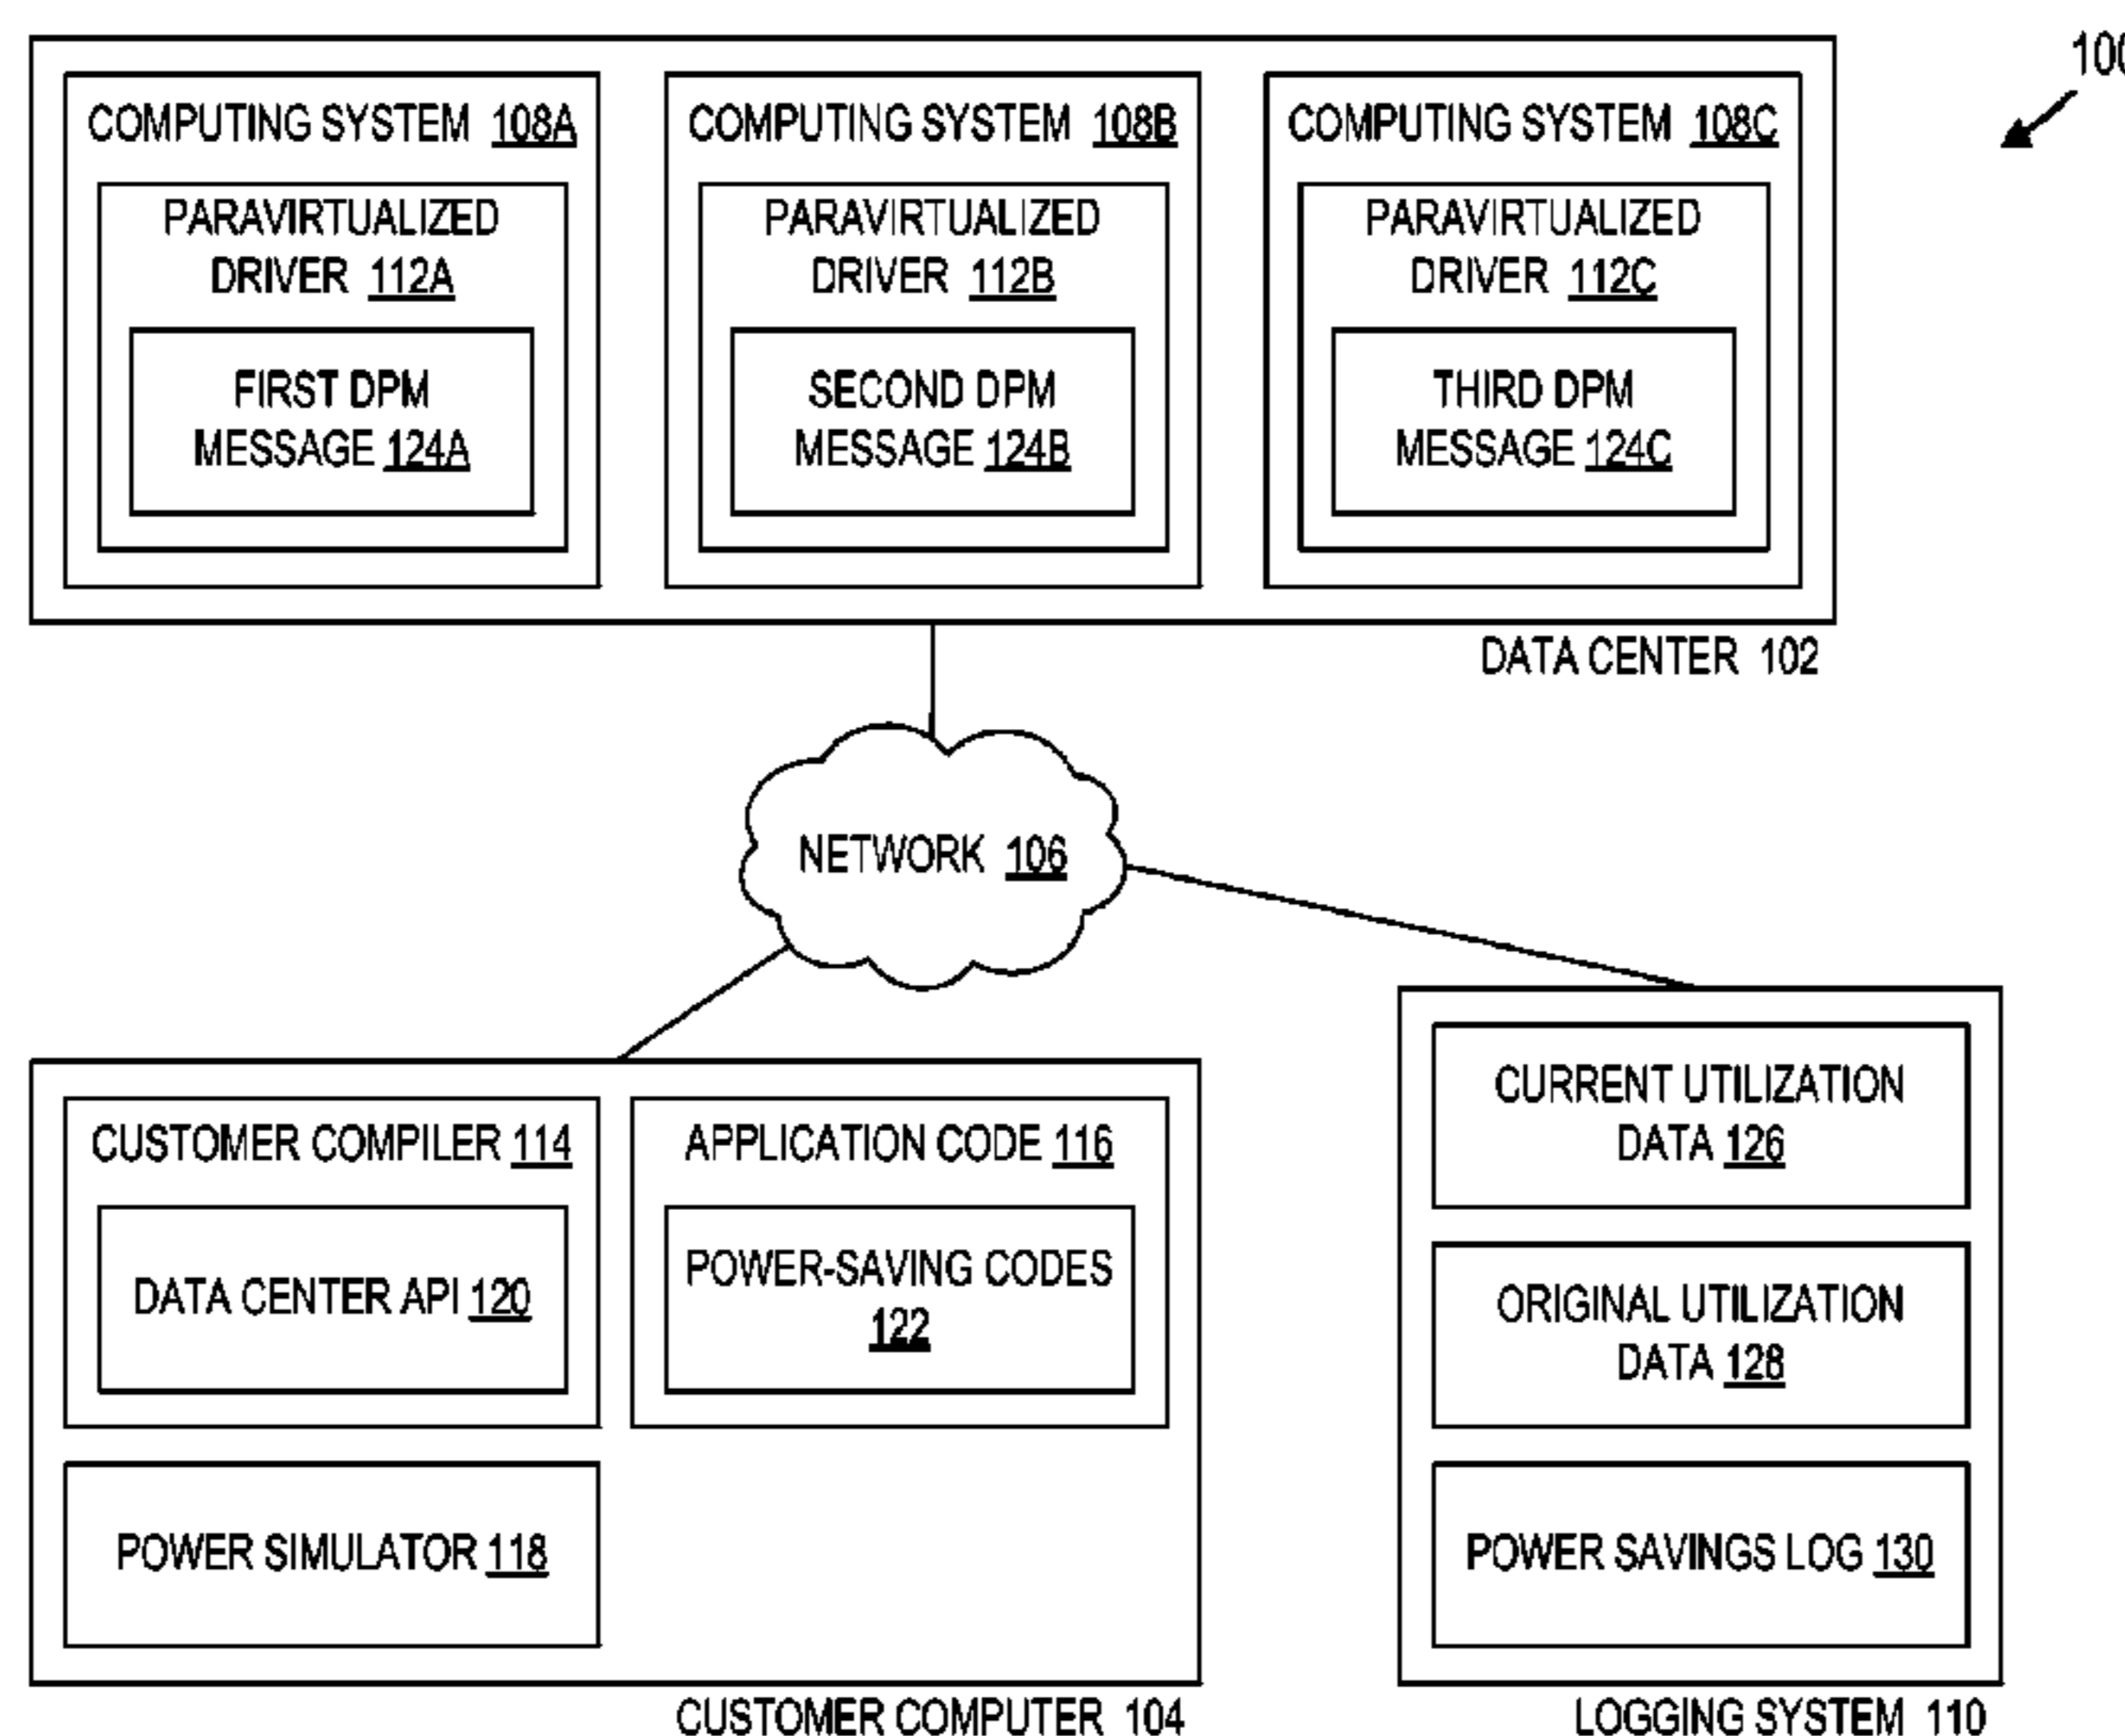 100
COMPUTING SYSTEM 108A
PARAVIRTUALIZED
DRIVER 112A
FIRST DPM
MESSAGE 124A
COMPUTING SYSTEM 108B
PARAVIRTUALIZED
DRIVER 112B
SECOND DPM
MESSAGE 124B
COMPUTING SYSTEM 108C
PARAVIRTUALIZED
DRIVER 112C
THIRD DPM
MESSAGE 124C
DATA CENTER 102
NETWORK 106
CUSTOMER COMPILER 114
DATA CENTER API 120
APPLICATION CODE 116
POWER-SAVING CODES
122
POWER SIMULATOR 118
CUSTOMER COMPUTER 104
CURRENT UTILIZATION
DATA 126
ORIGINAL UTILIZATION
DATA 128
POWER SAVINGS LOG 130
LOGGING SYSTEM 110